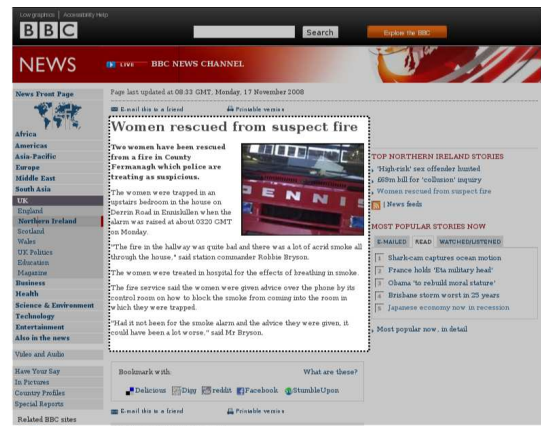 Low graphics | Accessibility Help
BBC
Search
Explore the BBC
NEWS
LIVE BBC NEWS CHANNEL
News Front Page
Africa
Americas
Asia-Pacific
Europe
Middle East
South Asia
UK
England
Northern Ireland
Scotland
Wales
UK Politics
Education
Magazine
Business
Health
Science & Environment
Technology
Entertainment
Also in the news
Video and Audio
Have Your Say
In Pictures
Country Profiles
Special Reports
Related BBC sites
Page last updated at 08:33 GMT, Monday, 17 November 2008
E-mail this to a friend
Printable version
Women rescued from suspect fire
Two women have been rescued
from a fire in County
Fermanagh which police are
treating as suspicious.
DENNIS
The women were trapped in an
upstairs bedroom in the house on
Derrin Road in Enniskillen when the
alarm was raised at about 0320 GMT
on Monday.
"The fire in the hallway was quite bad and there was a lot of acrid smoke all
through the house," said station commander Robbie Bryson.
The women were treated in hospital for the effects of breathing in smoke.
The fire service said the women were given advice over the phone by its
control room on how to block the smoke from coming into the room in
which they were trapped.
"Had it not been for the smoke alarm and the advice they were given, it
could have been a lot worse," said Mr Bryson.
Bookmark with:
What are these?
Delicious
Digg
reddit
Facebook
StumbleUpon
E-mail this to a friend
Printable version
TOP NORTHERN IRELAND STORIES
'High-risk' sex offender hunted
Women rescued from suspect fire
| News feeds
MOST POPULAR STORIES NOW
E-MAILED READ WATCHED/LISTENED
1 Shark-cam captures ocean motion
2 France holds 'Eta military head'
3 Obama 'to rebuild moral stature'
4 Brisbane storm worst in 25 years
5 Japanese economy now in recession
Most popular now, in detail